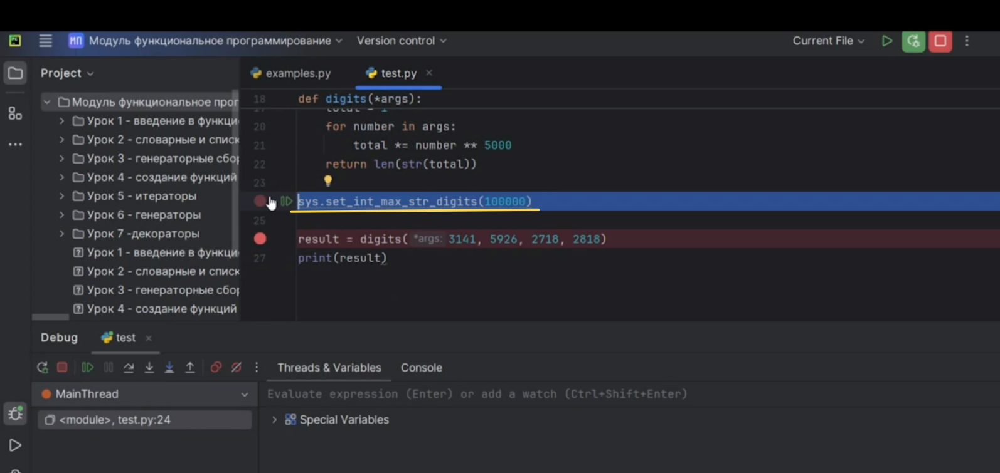 PC
МП Модуль функциональное программирование Version control Current File
Project
examples.py test.py
Модуль функциональное прог
Урок 1 - введение в функци
Урок 2 - словарные и списк
Урок 3 - генераторные сбор
Урок 4 - создание функций
Урок 5 - итераторы
Урок 6 - генераторы
Урок 7 -декораторы
Урок 1 - введение в функци
Урок 2 - словарные и списк
Урок 3 - генераторные сбор
Урок 4 - создание функций
18 def digits(*args):
total = 1
20 for number in args:
21 total *= number ** 5000
22 return len(str(total))
23
sys.set_int_max_str_digits(100000)
25
result = digits( *args: 3141, 5926, 2718, 2818)
27 print(result)
Debug test
Threads & Variables Console
MainThread
Evaluate expression (Enter) or add a watch (Ctrl+Shift+Enter)
<module>, test.py:24
Special Variables